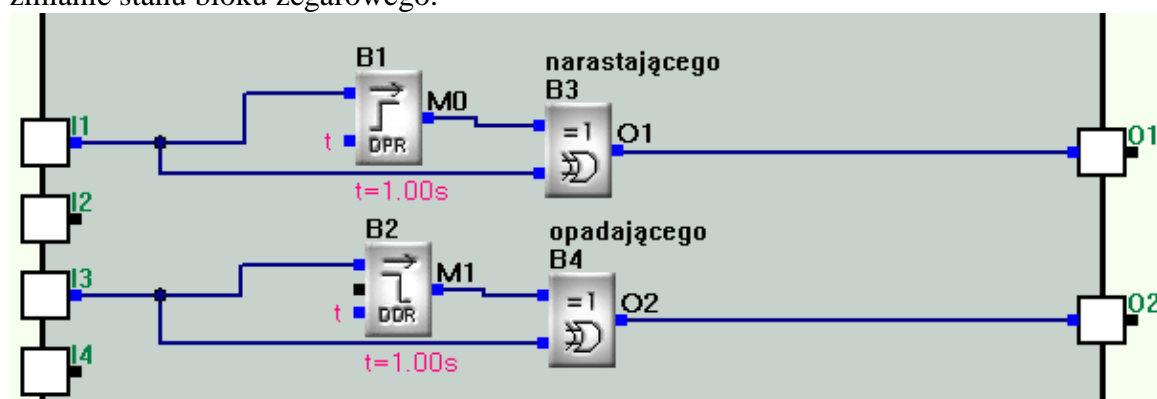 zmianie stanu bloku zegarowego.
B1
narastającego
B3
I1
M0
=1
O1
O1
t
DPR
t=1.00s
I2
B2
opadającego
B4
I3
M1
=1
O2
O2
t
DDR
t=1.00s
I4